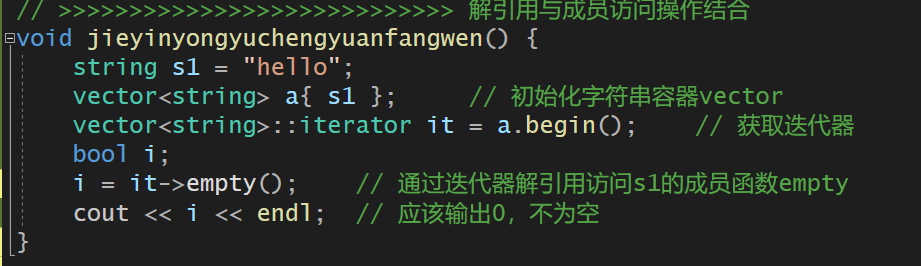 // >>>>>>>>>>>>>>>>>>>>>>>>>>>> 解引用与成员访问操作结合
void jieyinyongyuchengyuanfangwen() {
    string s1 = "hello";
    vector<string> a{ s1 };     // 初始化字符串容器vector
    vector<string>::iterator it = a.begin();    // 获取迭代器
    bool i;
    i = it->empty();    // 通过迭代器解引用访问s1的成员函数empty
    cout << i << endl;  // 应该输出0，不为空
}